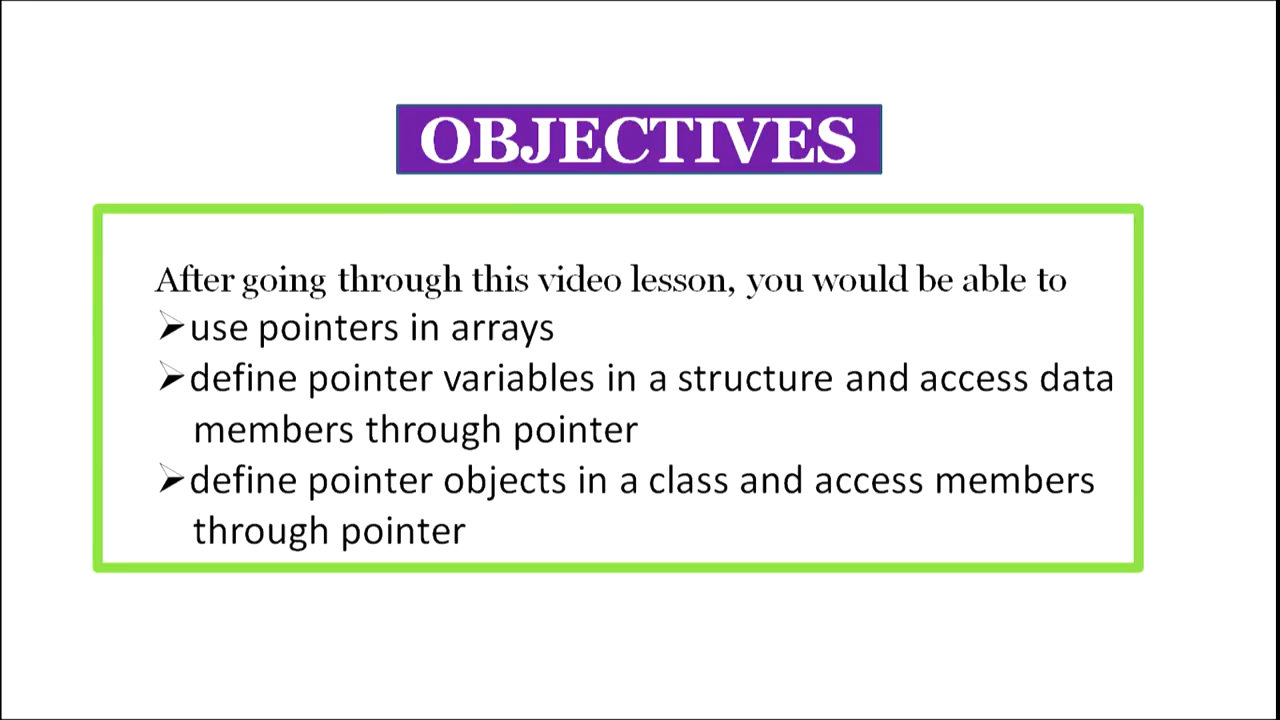 OBJECTIVES
After going through this video lesson, you would be able to
➢use pointers in arrays
➢define pointer variables in a structure and access data
members through pointer
➢define pointer objects in a class and access members
through pointer